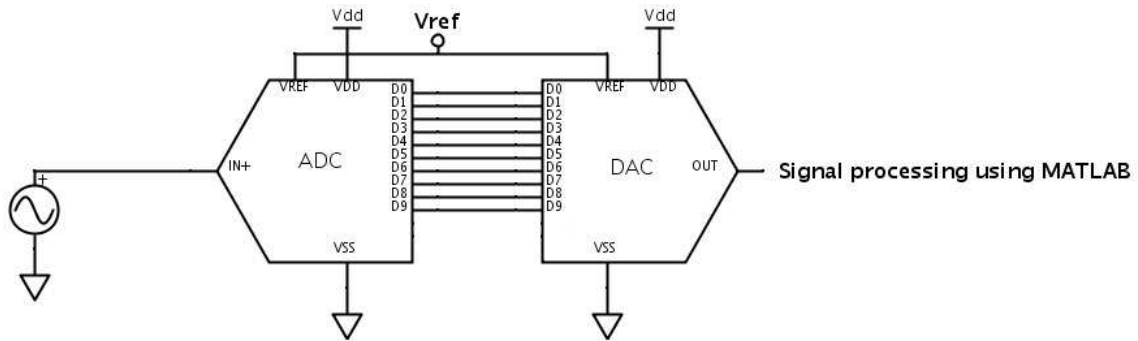 Vdd
Vref
Vdd
VREF
VDD
D0
D1
D2
D3
D4
D5
D6
D7
D8
D9
IN+
ADC
VSS
+
D0
D1
D2
D3
D4
D5
D6
D7
D8
D9
VREF
VDD
DAC
OUT
VSS
Signal processing using MATLAB